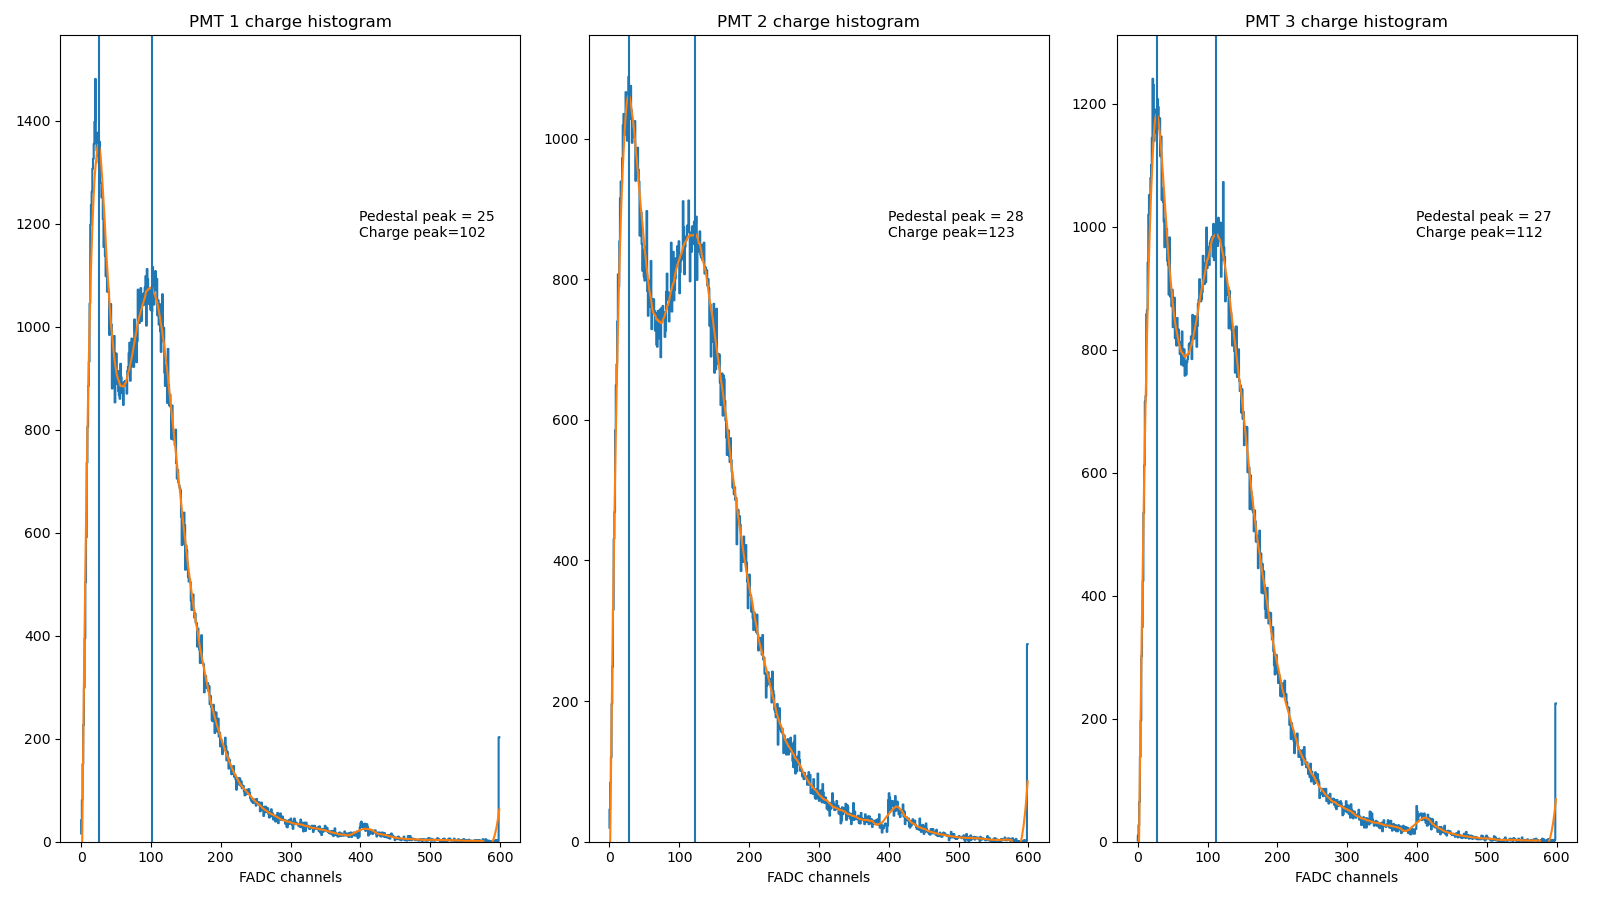 PMT 1 charge histogram
1400
1200
1000
800
600
400
200
0
Pedestal peak = 25
Charge peak=102
0 100 200 300 400 500 600
FADC channels
PMT 2 charge histogram
1000
800
600
400
200
0
Pedestal peak = 28
Charge peak=123
0 100 200 300 400 500 600
FADC channels
PMT 3 charge histogram
1200
1000
800
600
400
200
0
Pedestal peak = 27
Charge peak=112
0 100 200 300 400 500 600
FADC channels